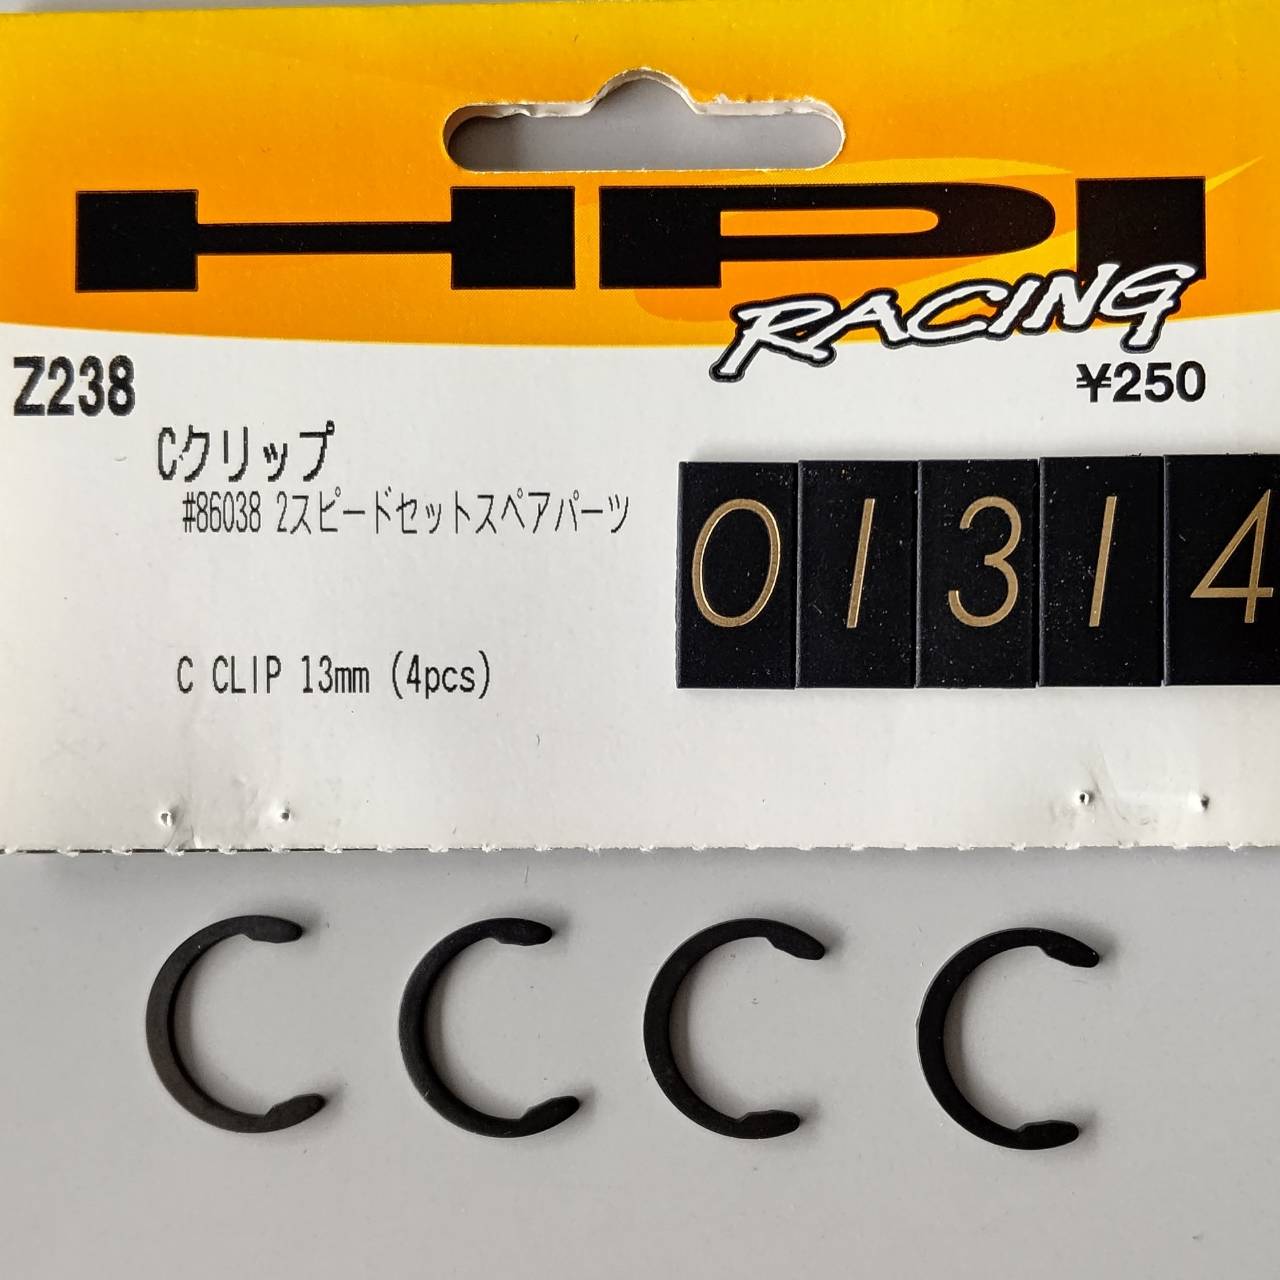 HPI
RACING
¥250
Z238
Cクリップ
#86038 2スピードセットスペアパーツ
01314
C CLIP 13mm (4pcs)